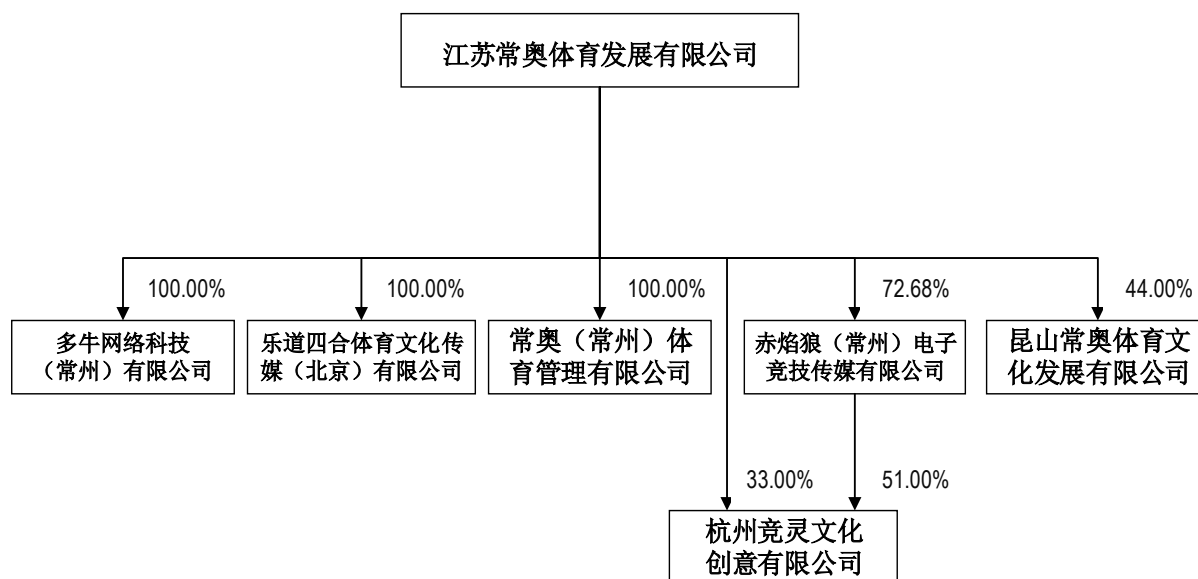 江苏常奥体育发展有限公司
100.00%
100.00%
100.00%
72.68%
44.00%
多牛网络科技
（常州）有限公司
乐道四合体育文化传
媒（北京）有限公司
常奥（常州）体
育管理有限公司
赤焰狼（常州）电子
竞技传媒有限公司
昆山常奥体育文
化发展有限公司
33.00%
51.00%
杭州竞灵文化
创意有限公司